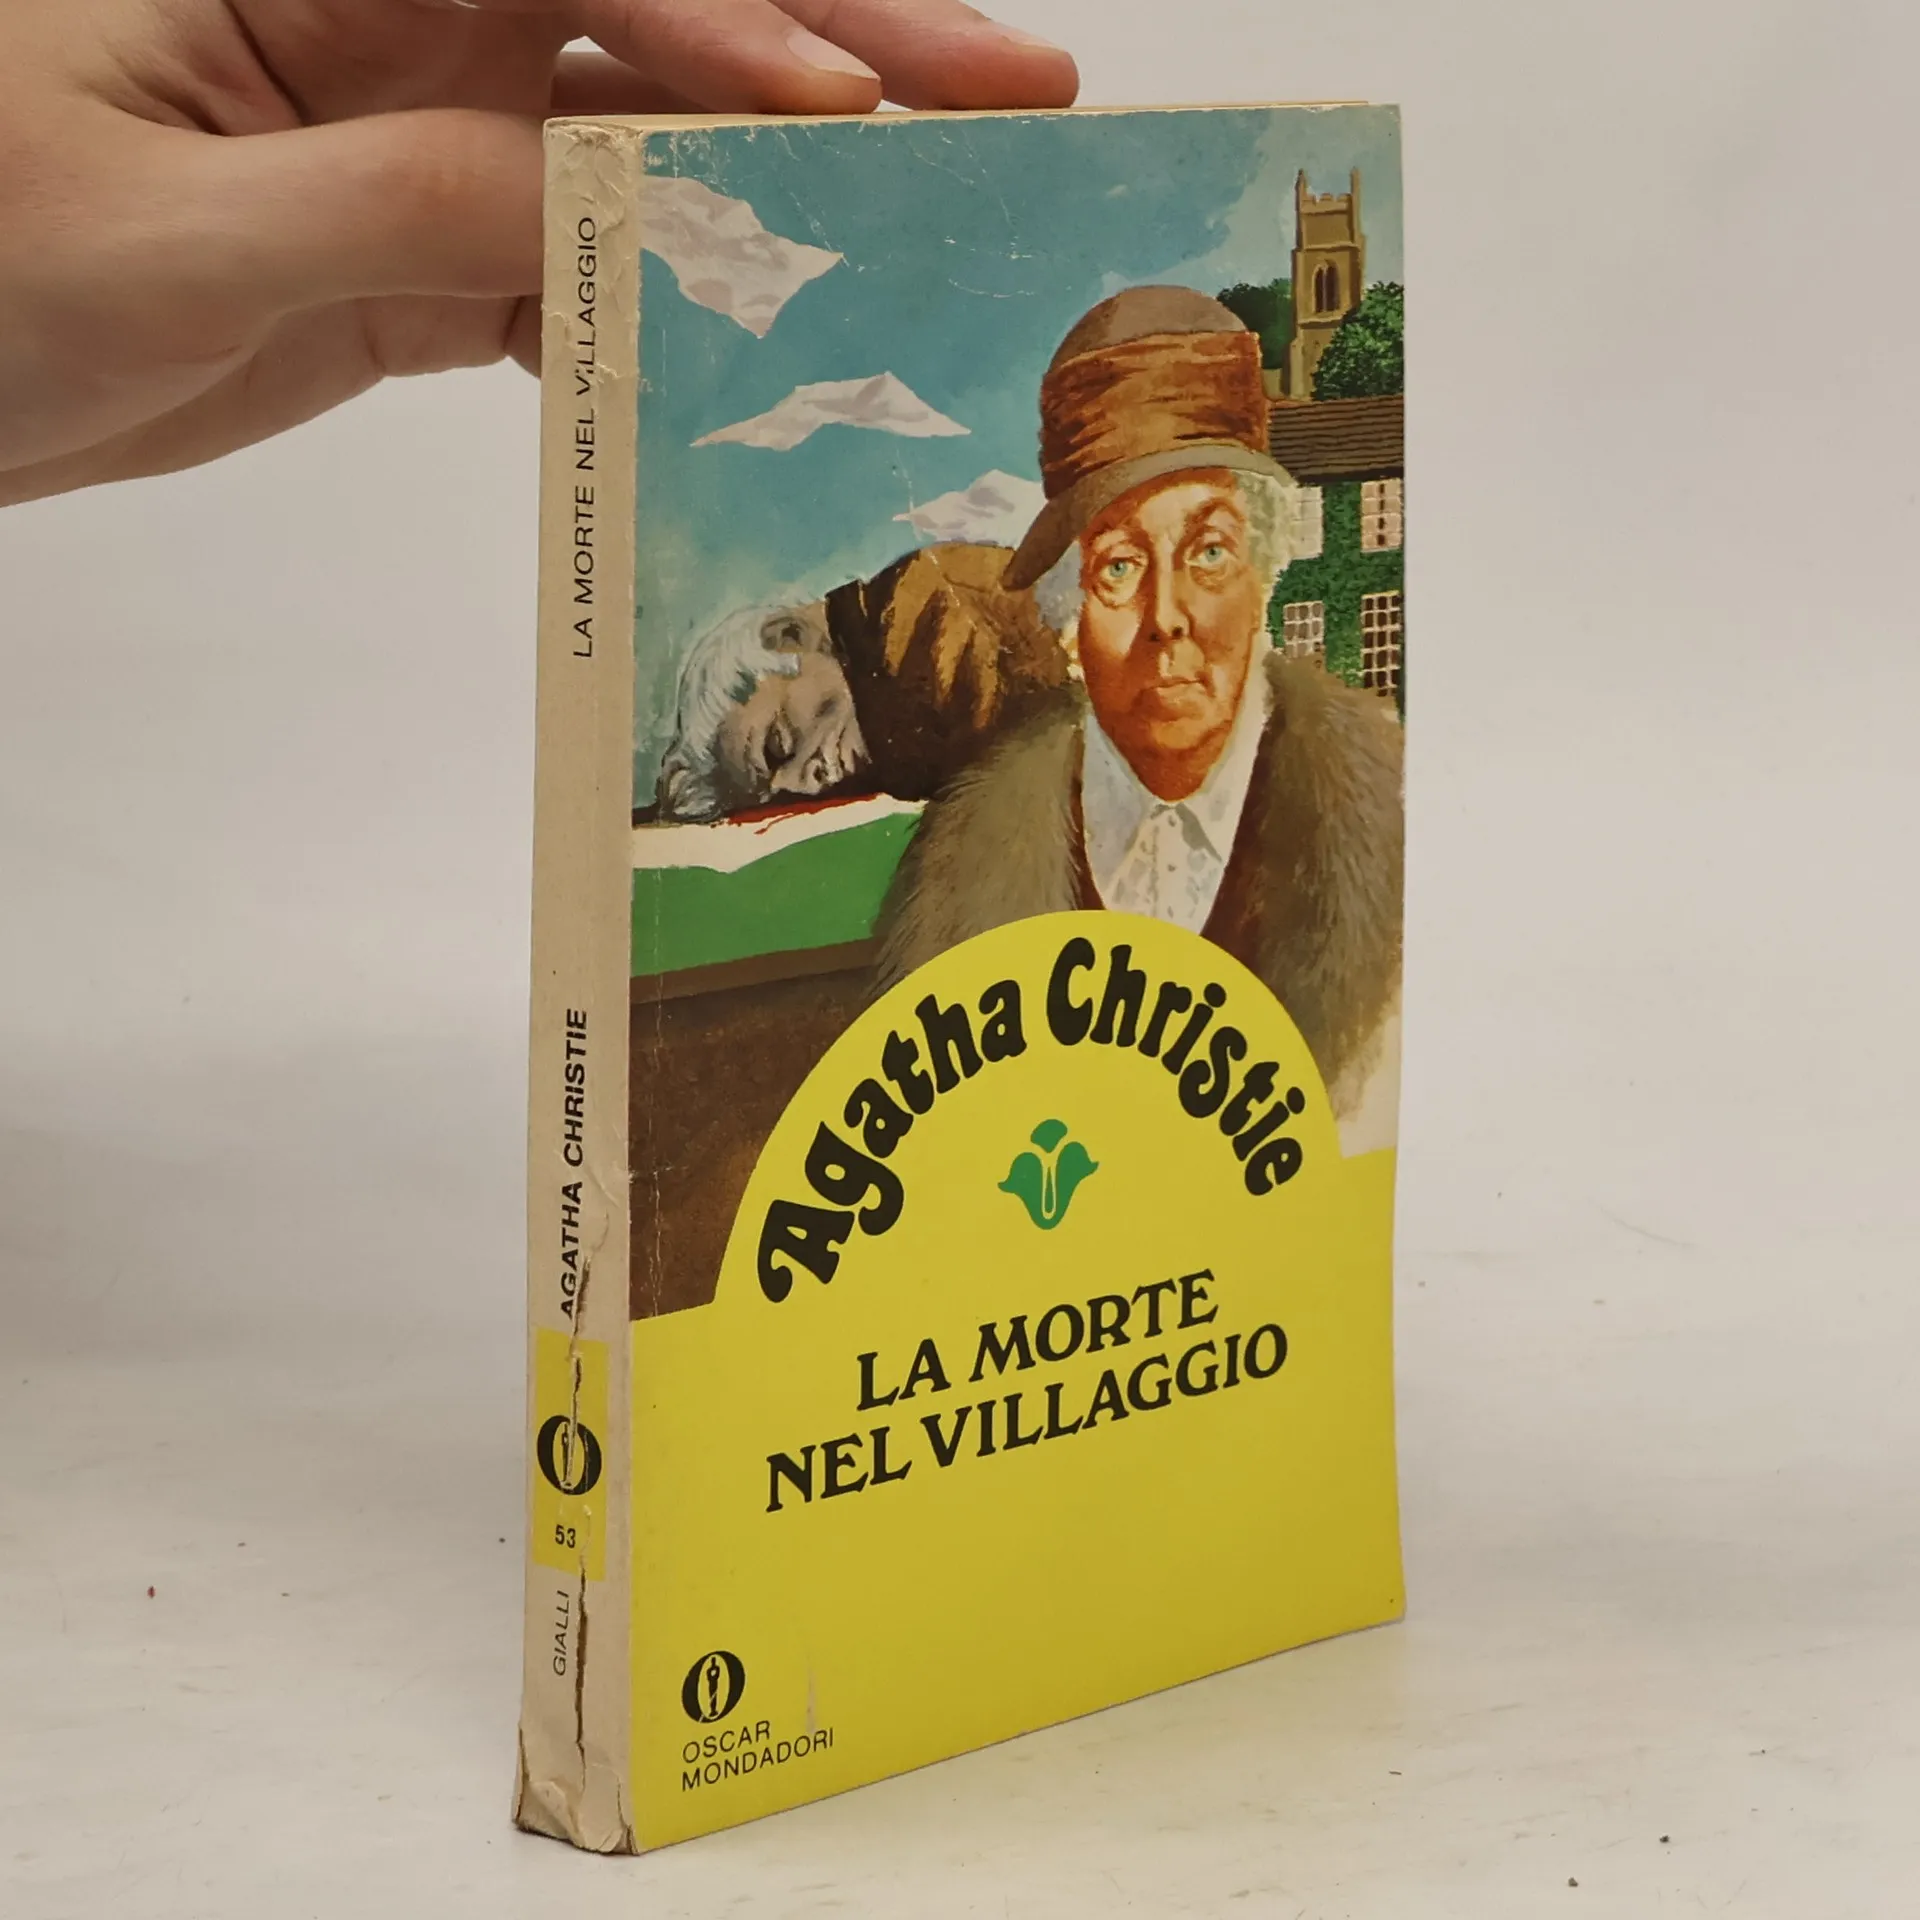 LA MORTE NEL VILLAGGIO
AGATHA CHRISTIE
53
GIALLI
Agatha Christie
LA MORTE
NEL VILLAGGIO
OSCAR
MONDADORI